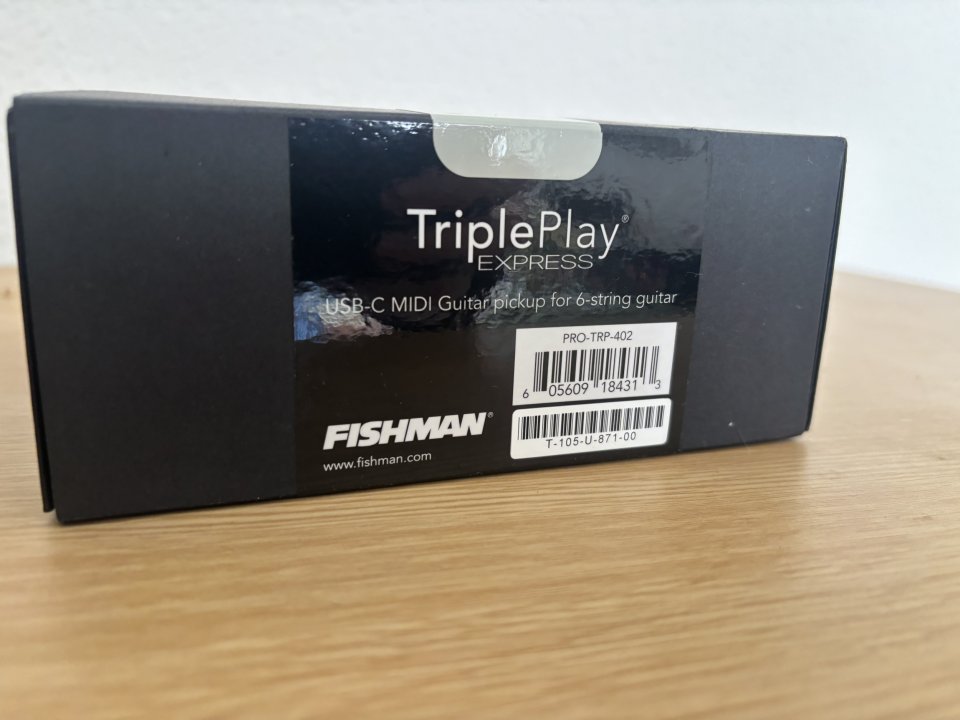 TriplePlay®
EXPRESS
USB-C MIDI Guitar pickup for 6-string guitar
PRO-TRP-402
6 05609 18431 3
FISHMAN®
www.fishman.com
T-105-U-871-00